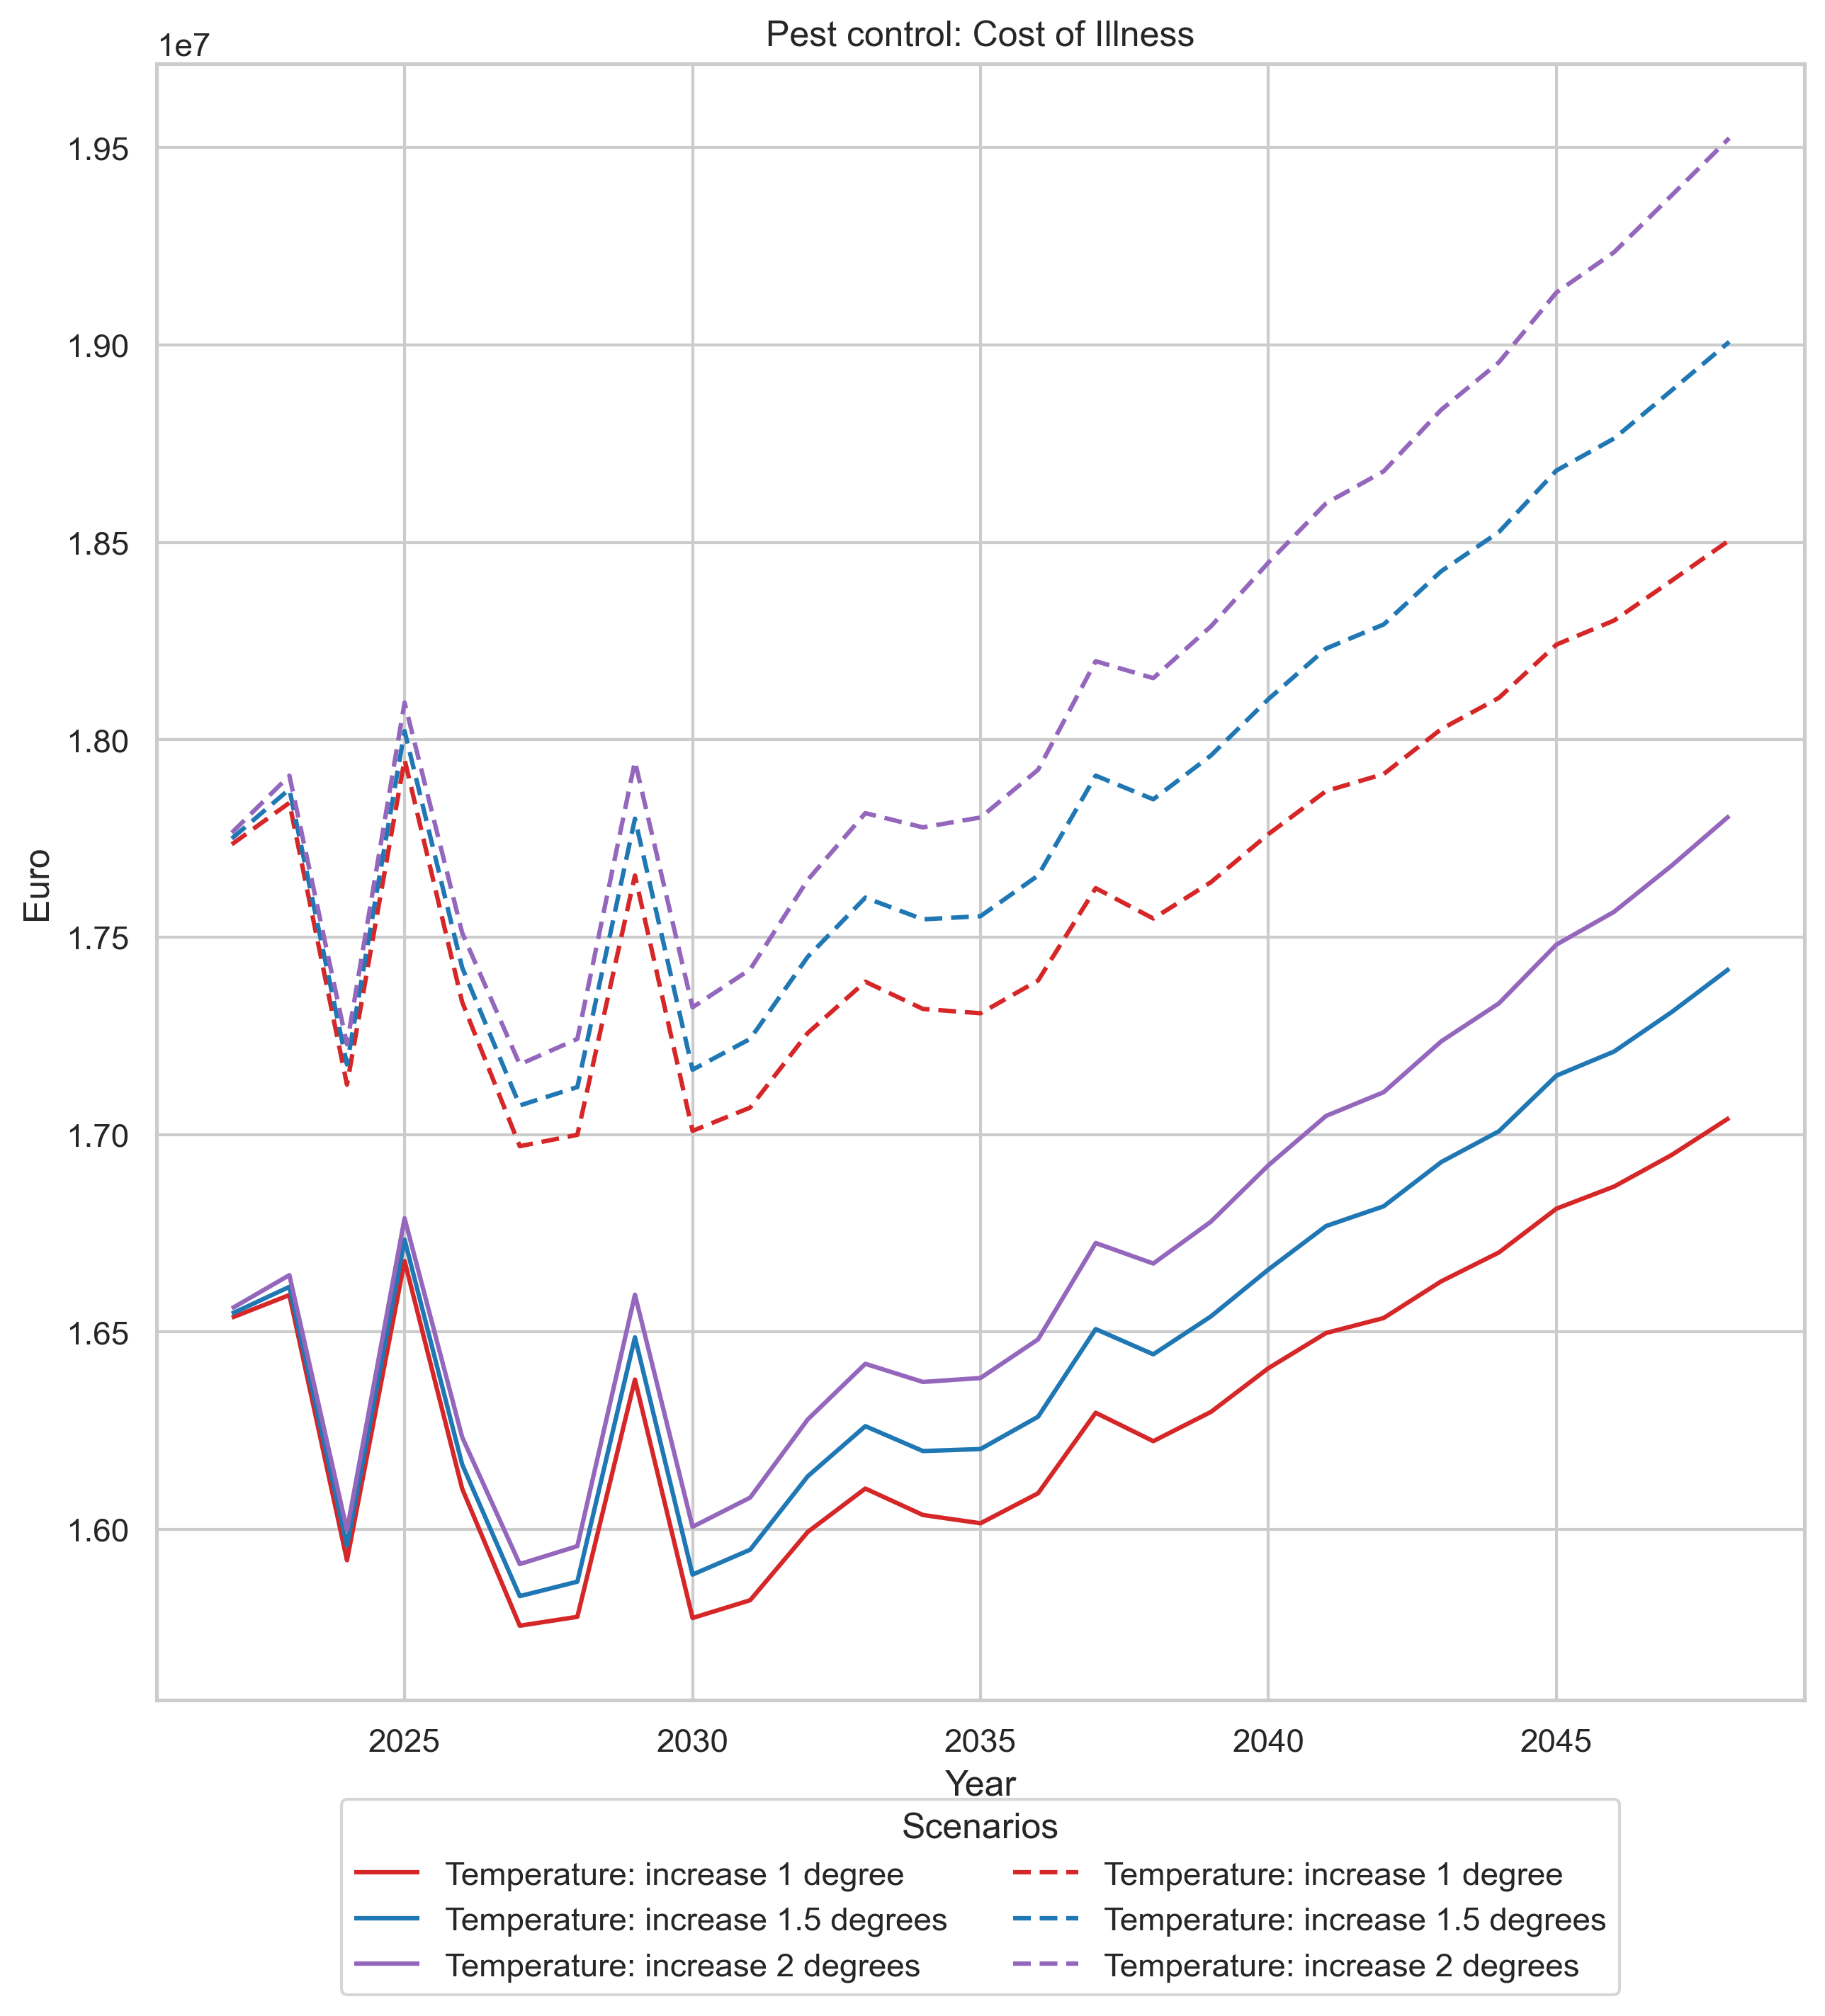 Pest control: Cost of Illness
1e7
1.95
1.90
1.85
1.80
1.75
1.70
1.65
1.60
Euro
2025 2030 2035 2040 2045
Year
Scenarios
Temperature: increase 1 degree Temperature: increase 1 degree
Temperature: increase 1.5 degrees Temperature: increase 1.5 degrees
Temperature: increase 2 degrees Temperature: increase 2 degrees